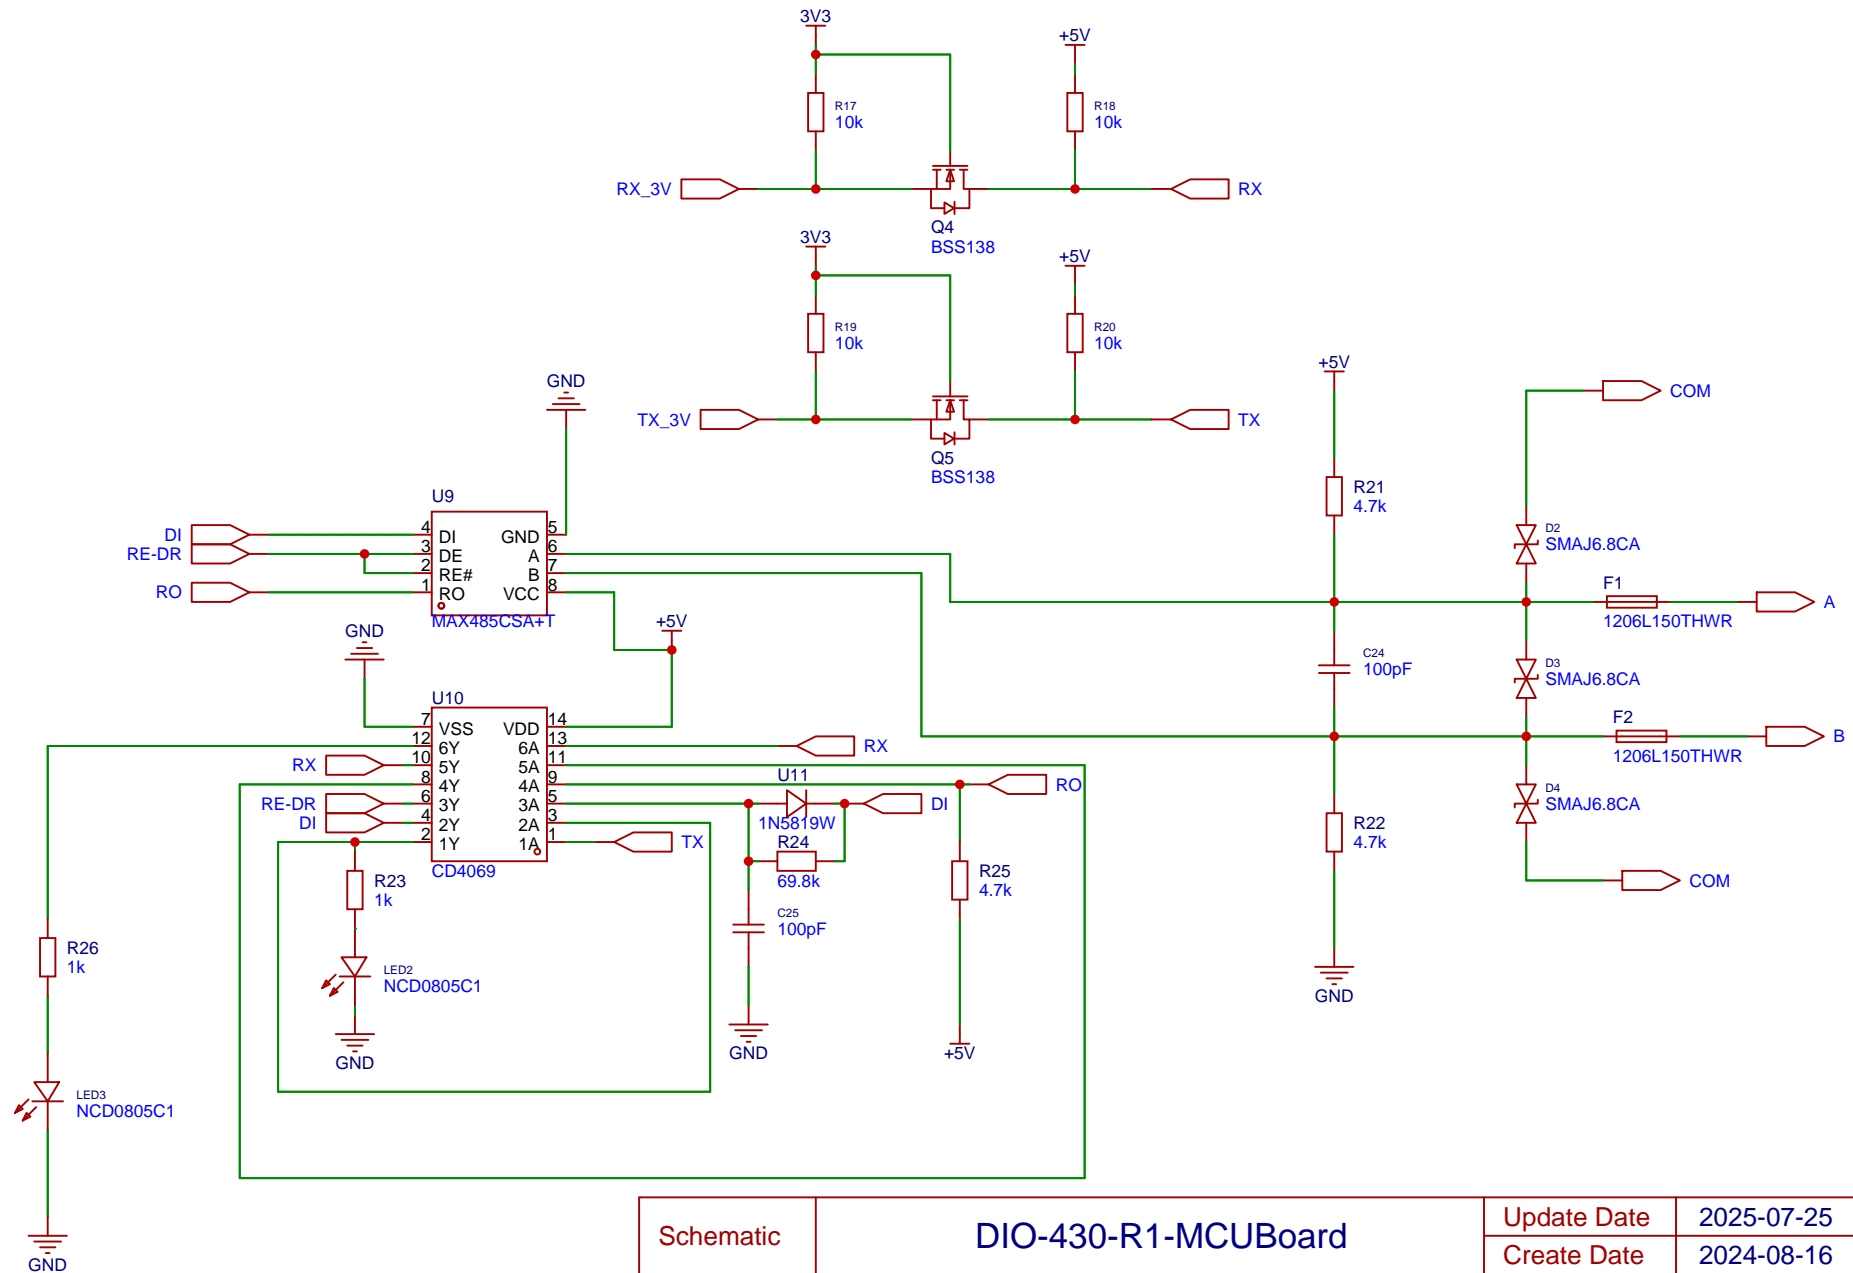 3V3
+5V
R17
10k
R18
10k
RX_3V
RX
Q4
BSS138
3V3
+5V
R19
10k
R20
10k
TX_3V
TX
Q5
BSS138
GND
U9
DI
RE-DR
RO
4 DI GND 5
3 DE A 6
2 RE# B 7
1 RO VCC 8
MAX485CSA+T
+5V
R21
4.7k
COM
D2
SMAJ6.8CA
F1
A
1206L150THWR
C24
100pF
D3
SMAJ6.8CA
F2
B
1206L150THWR
D4
SMAJ6.8CA
R22
4.7k
COM
GND
GND
+5V
U10
7 VSS VDD 14
12 6Y 6A 13
10 5Y 5A 11
8 4Y 4A 9
6 3Y 3A 5
4 2Y 2A 3
2 1Y 1A 1
CD4069
RX
RX
RE-DR
DI
U11
RO
DI
1N5819W
TX
R24
69.8k
R25
4.7k
C25
100pF
GND
+5V
R23
1k
LED2
NCD0805C1
GND
R26
1k
LED3
NCD0805C1
GND
Schematic
DIO-430-R1-MCUBoard
Update Date
2025-07-25
Create Date
2024-08-16